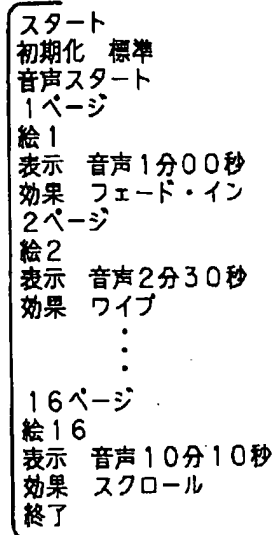 スタート
初期化　標準
音声スタート
１ページ
絵１
表示　音声１分００秒
効果　フェード・イン
２ページ
絵２
表示　音声２分３０秒
効果　ワイプ
・
・
・
１６ページ
絵１６
表示　音声１０分１０秒
効果　スクロール
終了